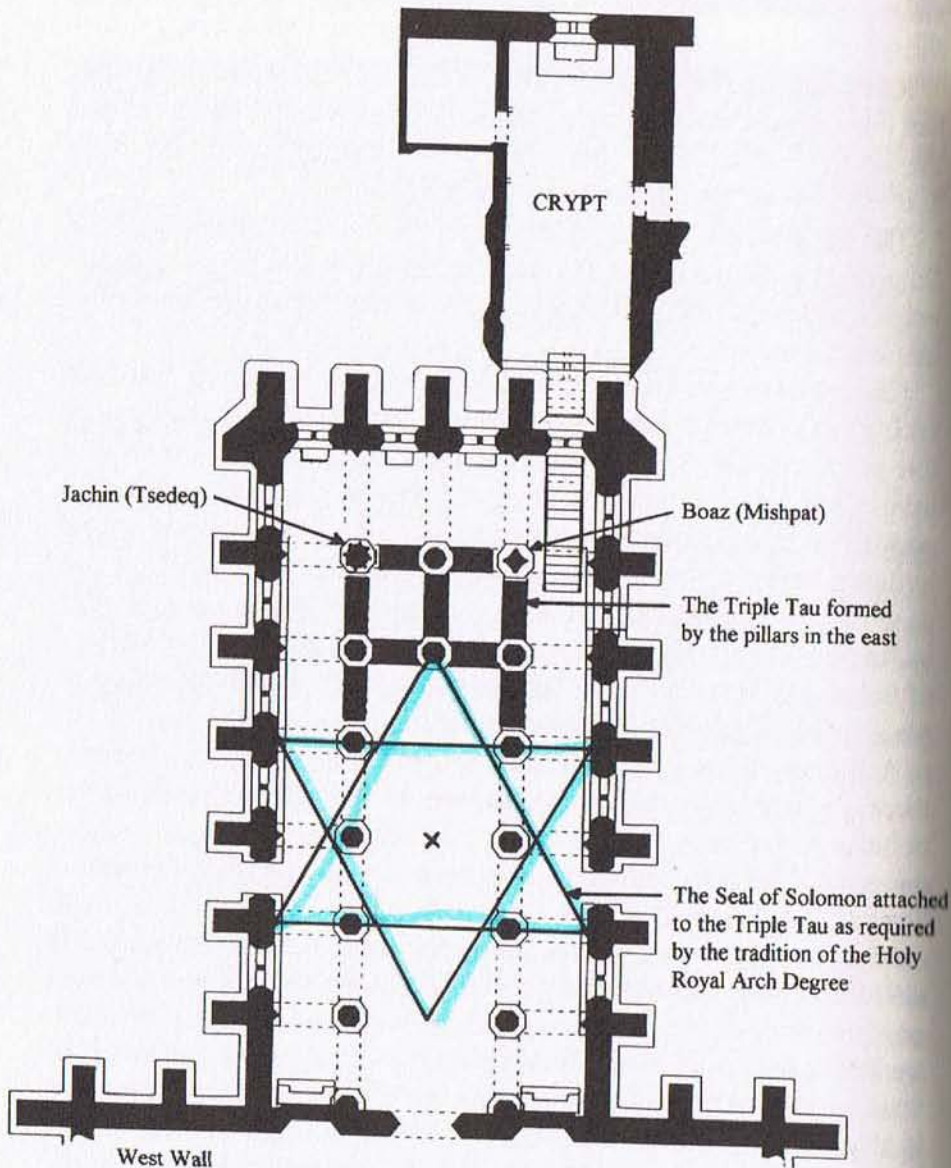 CRYPT
Jachin (Tsedeq)
Boaz (Mishpat)
The Triple Tau formed
by the pillars in the east
The Seal of Solomon attached
to the Triple Tau as required
by the tradition of the Holy
Royal Arch Degree
West Wall